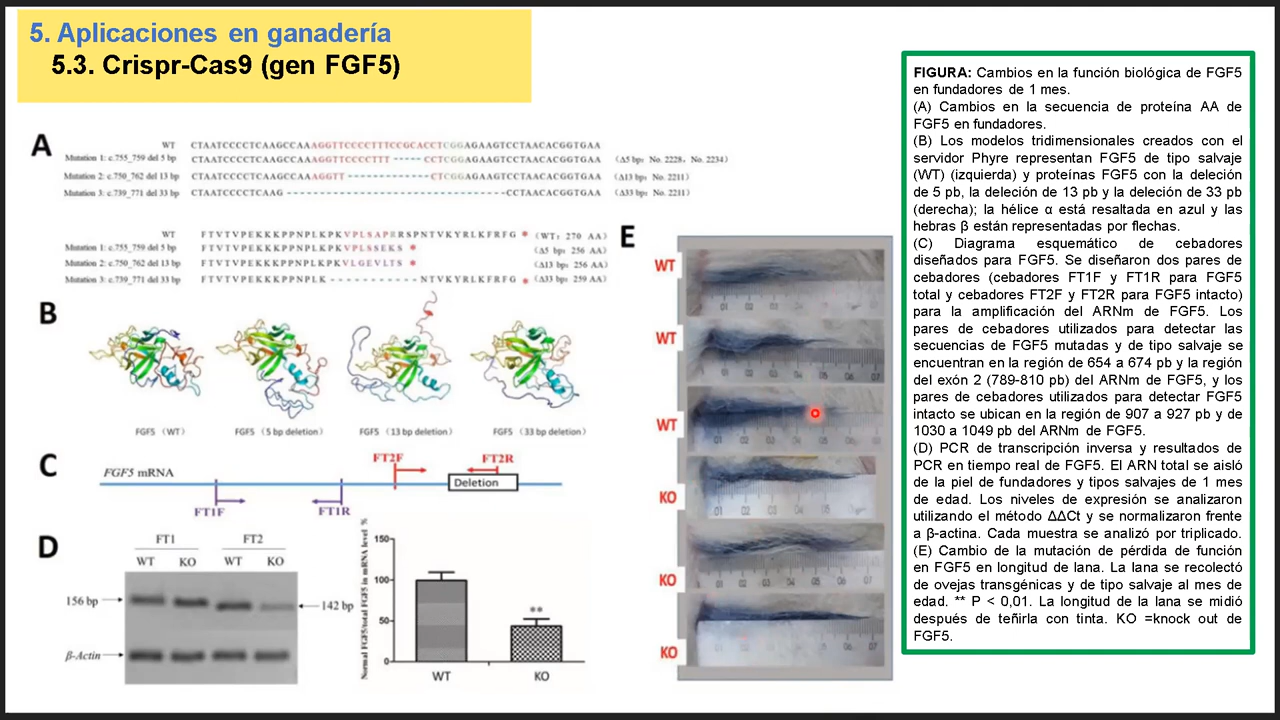 5. Aplicaciones en ganadería
5.3. Crispr-Cas9 (gen FGF5)
A
WT CTAATCCCCTCAAGCCAAAGGTTCCCCTTTCCGCACCTCGGAGAAGTCCTAACACGGTGAA
Mutation 1: c.755_759 del 5 bp CTAATCCCCTCAAGCCAAAGGTTCCCCTTT ----- CCTCGGAGAAGTCCTAACACGGTGAA (Δ5 bp: No. 2228, No. 2234)
Mutation 2: c.750_762 del 13 bp CTAATCCCCTCAAGCCAAAGGTT ------------- CTCGGAGAAGTCCTAACACGGTGAA (Δ13 bp: No. 2211)
Mutation 3: c.739_771 del 33 bp CTAATCCCCTCAAG --------------------------------- CCTAACACGGTGAA (Δ33 bp: No. 2211)
WT FTVTVPEKKKPPNPLKPKVPLSAPRRSPNTVKYRLKFRFG * (WT: 270 AA)
Mutation 1: c.755_759 del 5 bp FTVTVPEKKKPPNPLKPKVPLSSEKS * (Δ5 bp: 256 AA)
Mutation 2: c.750_762 del 13 bp FTVTVPEKKKPPNPLKPKVLGEVLTS * (Δ13 bp: 256 AA)
Mutation 3: c.739_771 del 33 bp FTVTVPEKKKPPNPLK ----------- NTVKYRLKFRFG * (Δ33 bp: 259 AA)
B
FGF5 (WT) FGF5 (5 bp deletion) FGF5 (13 bp deletion) FGF5 (33 bp deletion)
C
FGF5 mRNA
FT2F FT2R
Deletion
FT1F FT1R
D
FT1 FT2
WT KO WT KO
156 bp
142 bp
β-Actin
Normal FGF5/total FGF5 in mRNA level %
150
100
50
0
**
WT KO
E
WT
WT
WT
KO
KO
KO
FIGURA: Cambios en la función biológica de FGF5
en fundadores de 1 mes.
(A) Cambios en la secuencia de proteína AA de
FGF5 en fundadores.
(B) Los modelos tridimensionales creados con el
servidor Phyre representan FGF5 de tipo salvaje
(WT) (izquierda) y proteínas FGF5 con la deleción
de 5 pb, la deleción de 13 pb y la deleción de 33 pb
(derecha); la hélice α está resaltada en azul y las
hebras β están representadas por flechas.
(C) Diagrama esquemático de cebadores
diseñados para FGF5. Se diseñaron dos pares de
cebadores (cebadores FT1F y FT1R para FGF5
total y cebadores FT2F y FT2R para FGF5 intacto)
para la amplificación del ARNm de FGF5. Los
pares de cebadores utilizados para detectar las
secuencias de FGF5 mutadas y de tipo salvaje se
encuentran en la región de 654 a 674 pb y la región
del exón 2 (789-810 pb) del ARNm de FGF5, y los
pares de cebadores utilizados para detectar FGF5
intacto se ubican en la región de 907 a 927 pb y de
1030 a 1049 pb del ARNm de FGF5.
(D) PCR de transcripción inversa y resultados de
PCR en tiempo real de FGF5. El ARN total se aisló
de la piel de fundadores y tipos salvajes de 1 mes
de edad. Los niveles de expresión se analizaron
utilizando el método ΔΔCt y se normalizaron frente
a β-actina. Cada muestra se analizó por triplicado.
(E) Cambio de la mutación de pérdida de función
en FGF5 en longitud de lana. La lana se recolectó
de ovejas transgénicas y de tipo salvaje al mes de
edad. ** P < 0,01. La longitud de la lana se midió
después de teñirla con tinta. KO =knock out de
FGF5.